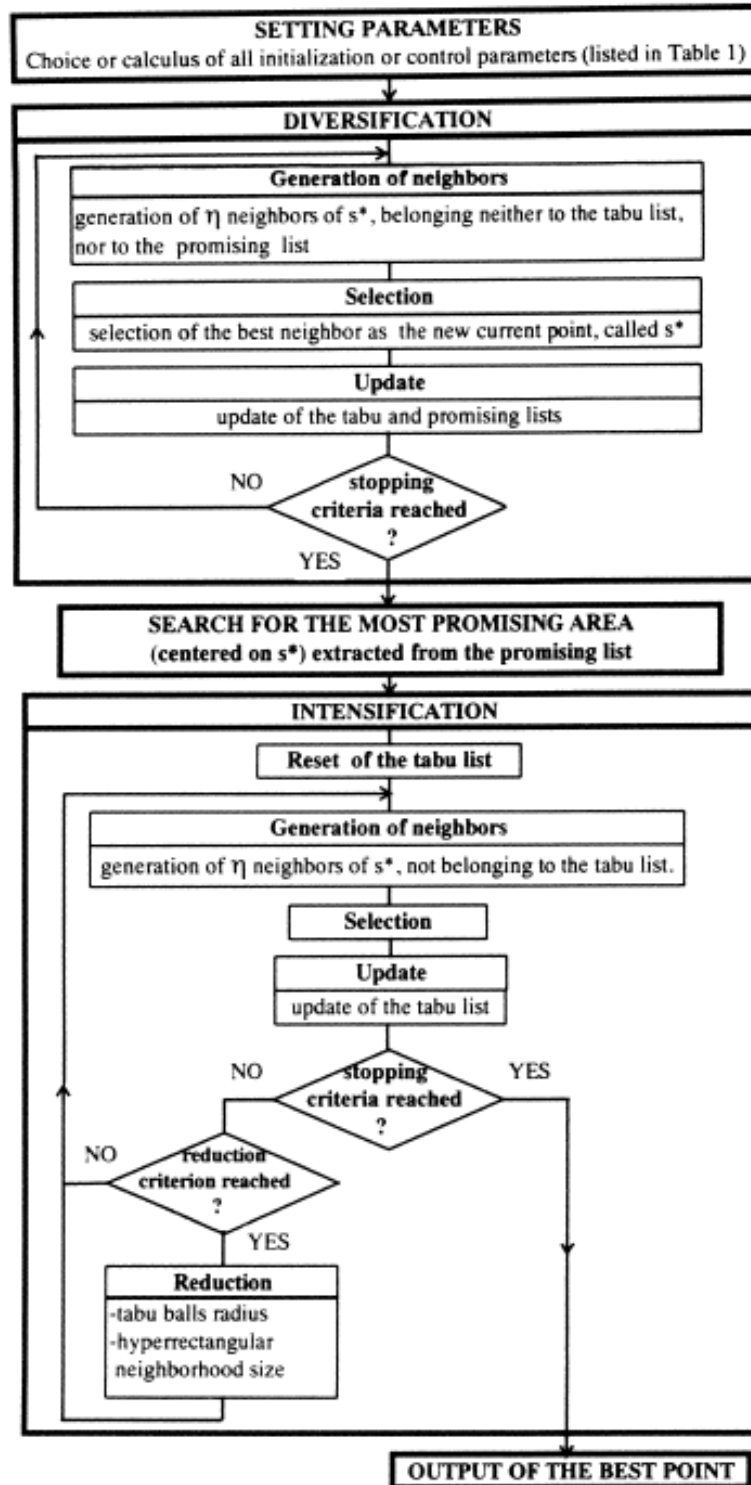 SETTING PARAMETERS
Choice or calculus of all initialization or control parameters (listed in Table 1)
DIVERSIFICATION
Generation of neighbors
generation of η neighbors of s*, belonging neither to the tabu list,
nor to the promising list
Selection
selection of the best neighbor as the new current point, called s*
Update
update of the tabu and promising lists
NO
stopping
criteria reached
?
YES
SEARCH FOR THE MOST PROMISING AREA
(centered on s*) extracted from the promising list
INTENSIFICATION
Reset of the tabu list
Generation of neighbors
generation of η neighbors of s*, not belonging to the tabu list.
Selection
Update
update of the tabu list
NO
stopping
criteria reached
?
YES
NO
reduction
criterion reached
?
YES
Reduction
-tabu balls radius
-hyperrectangular
neighborhood size
OUTPUT OF THE BEST POINT